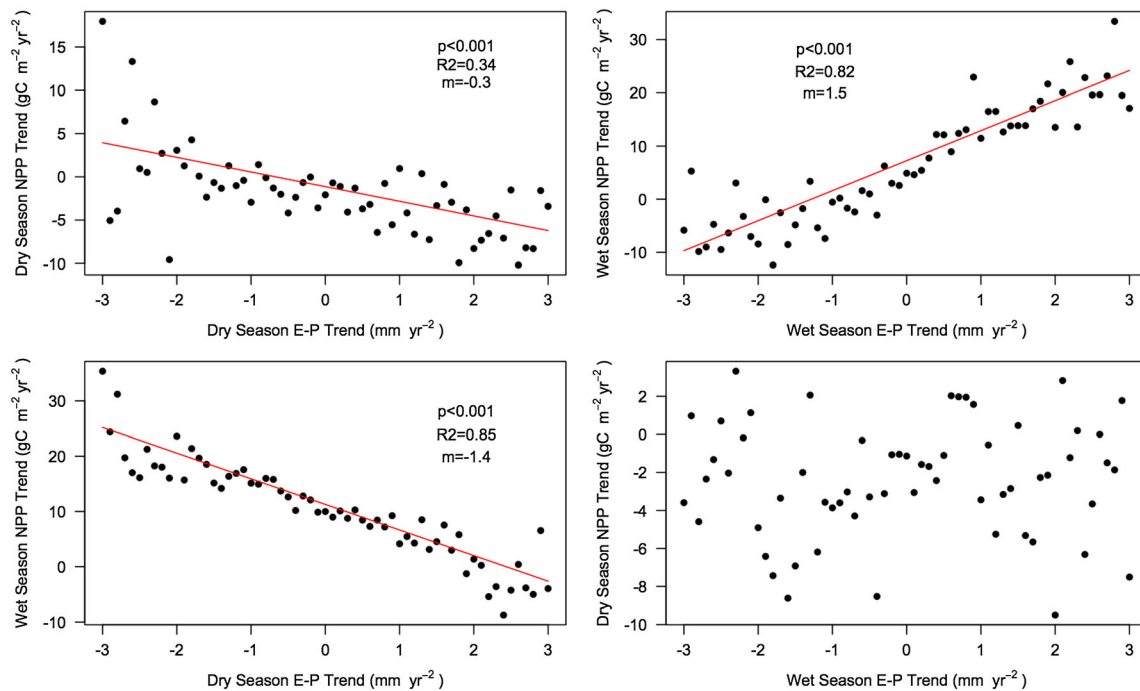 15
10
5
0
-5
-10
Dry Season NPP Trend (gC m-2 yr-2 )
p<0.001
R2=0.34
m=-0.3
-3 -2 -1 0 1 2 3
Dry Season E-P Trend (mm yr-2 )
30
20
10
0
-10
Wet Season NPP Trend (gC m-2 yr-2 )
p<0.001
R2=0.82
m=1.5
-3 -2 -1 0 1 2 3
Wet Season E-P Trend (mm yr-2 )
30
20
10
0
-10
Wet Season NPP Trend (gC m-2 yr-2 )
p<0.001
R2=0.85
m=-1.4
-3 -2 -1 0 1 2 3
Dry Season E-P Trend (mm yr-2 )
2
0
-2
-4
-6
-8
-10
Dry Season NPP Trend (gC m-2 yr-2 )
-3 -2 -1 0 1 2 3
Wet Season E-P Trend (mm yr-2 )